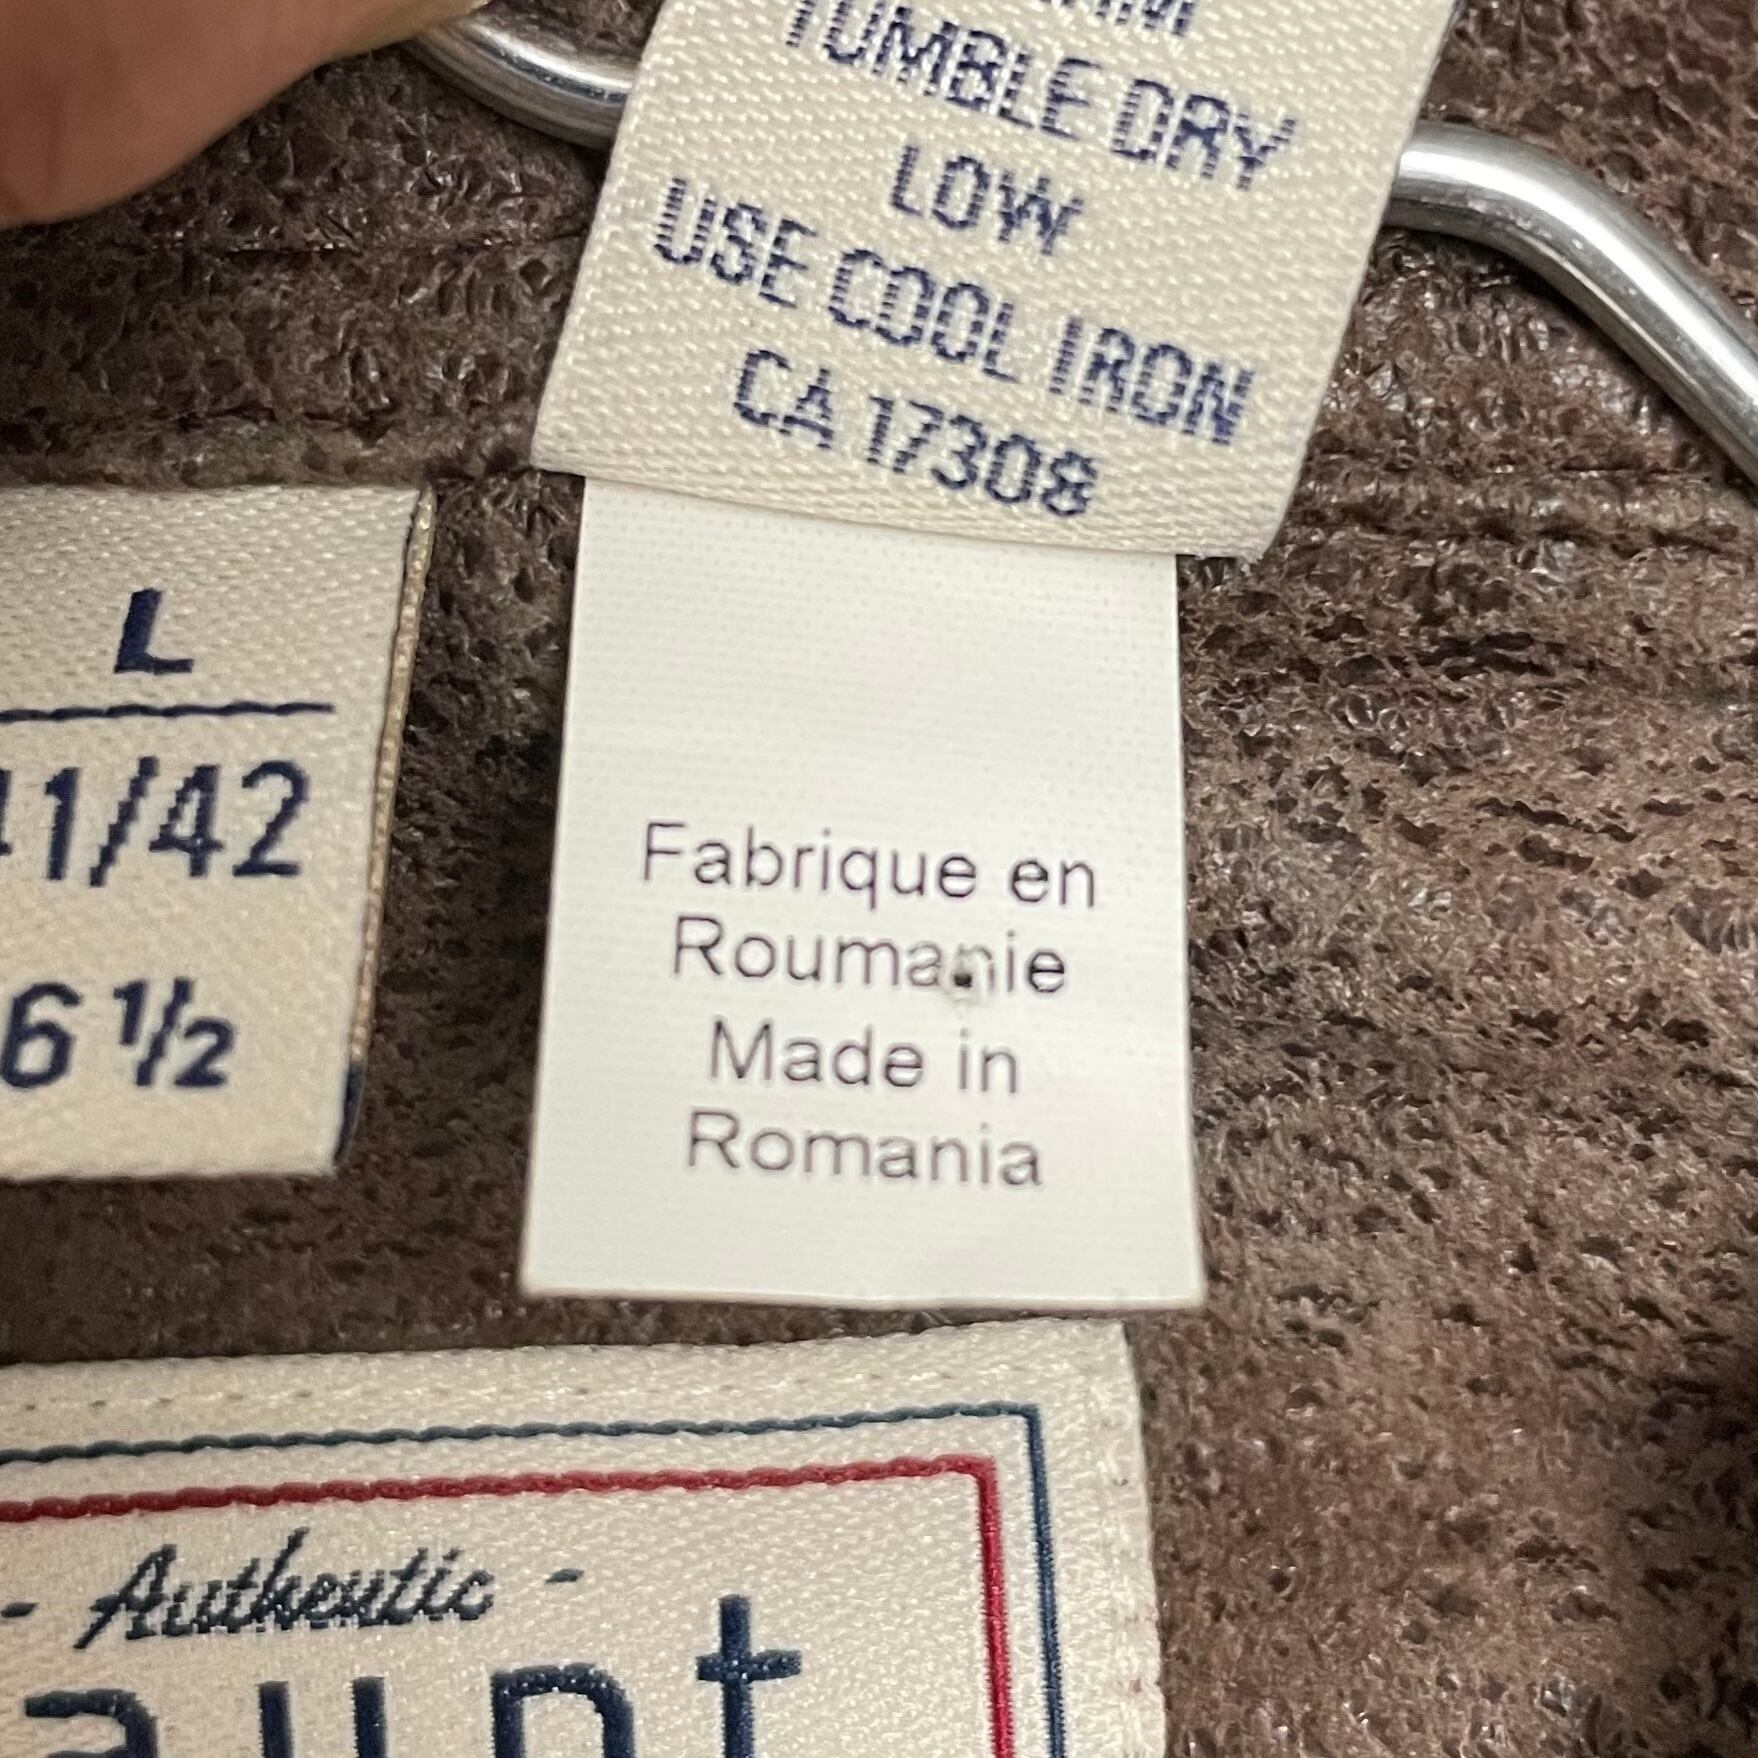 TUMBLE DRY
LOW
USE COOL IRON
CA 17308
L
41/42
6 1/2
Fabrique en
Roumanie
Made in
Romania
- Authentic -
aunt